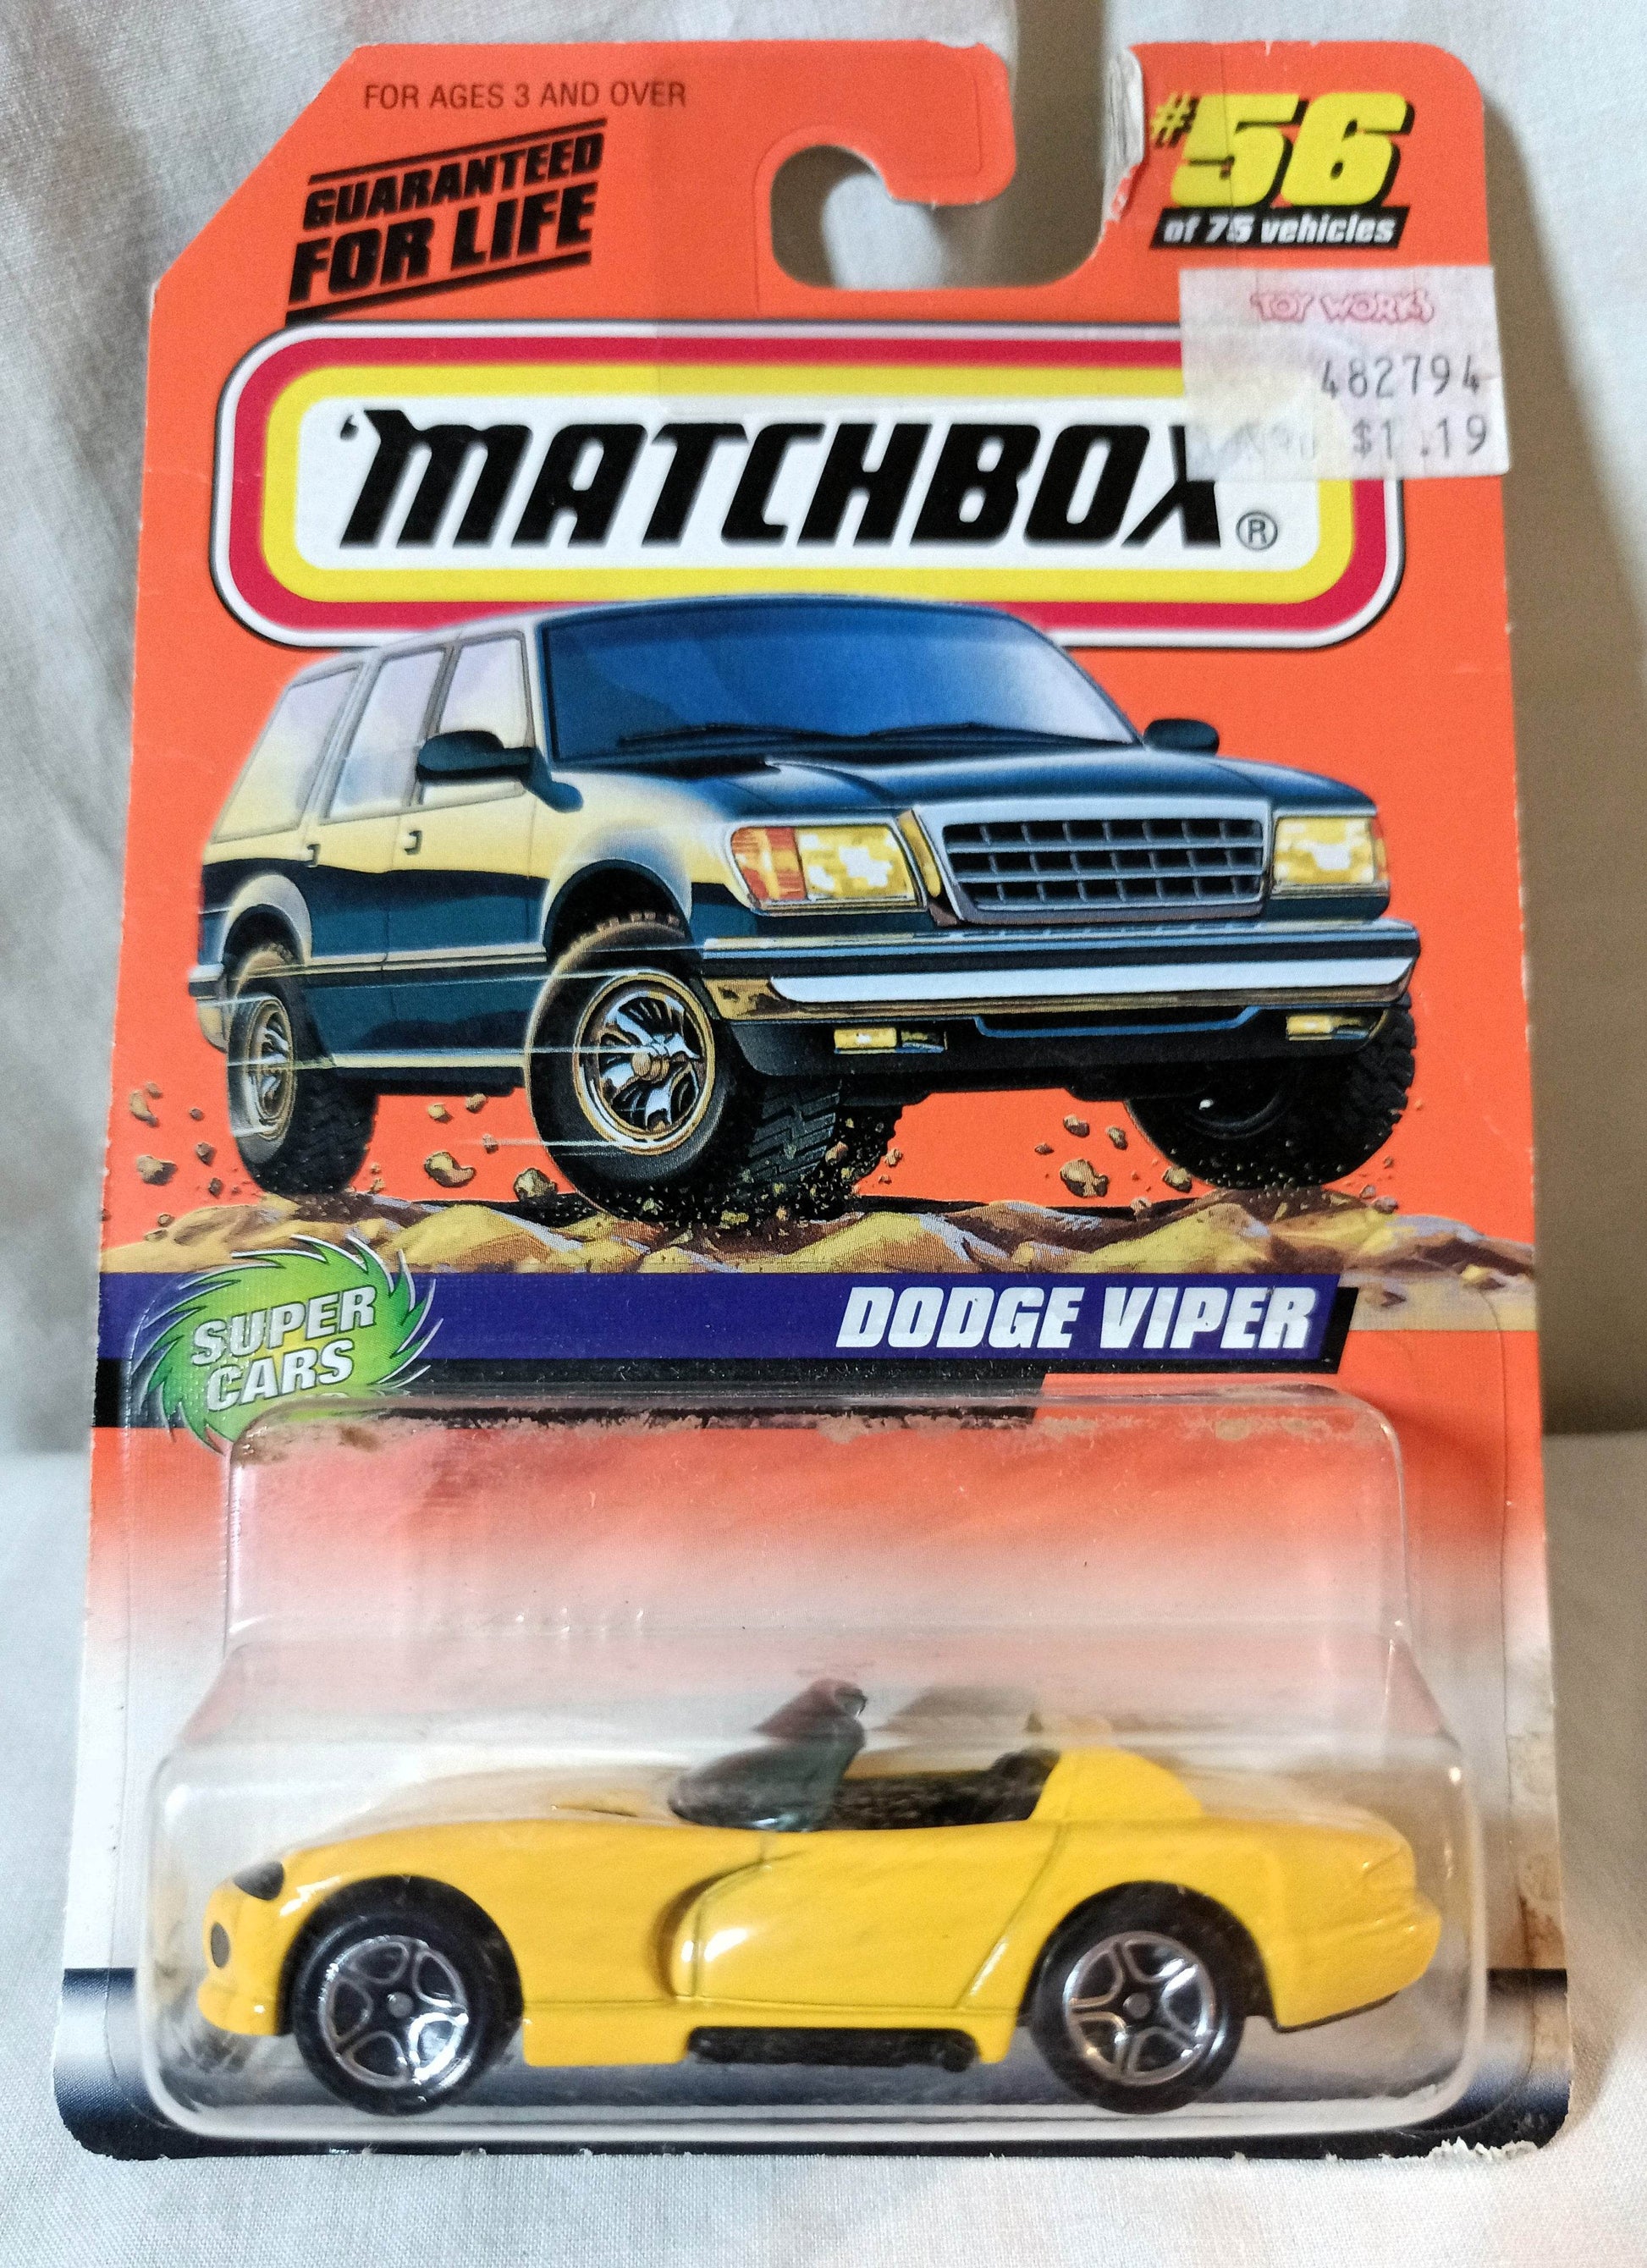 FOR AGES 3 AND OVER
GUARANTEED
FOR LIFE
#56
of 75 vehicles
TOY WORKS
482794
$1.19
MATCHBOX®
SUPER
CARS
DODGE VIPER